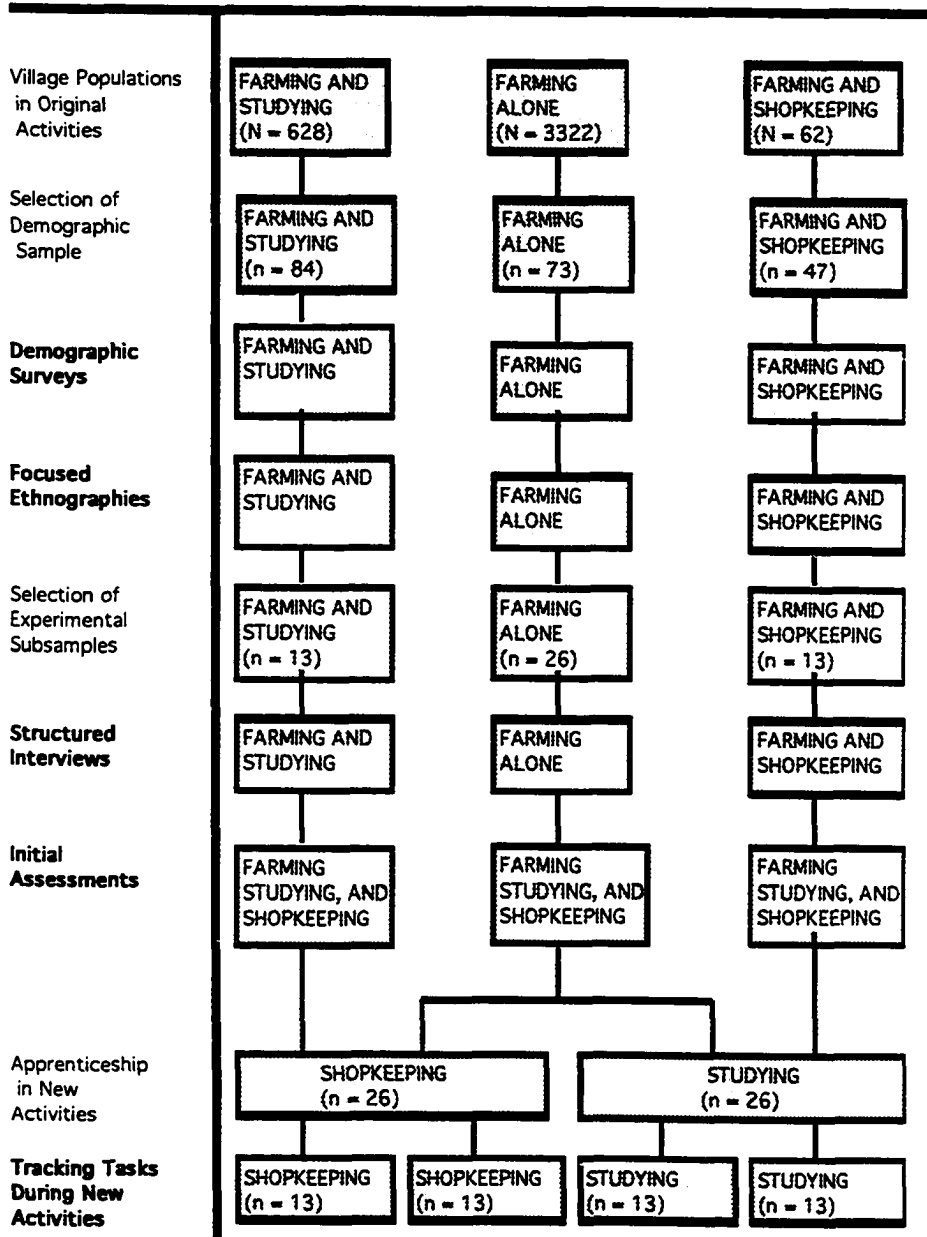 Village Populations
in Original
Activities
FARMING AND
STUDYING
(N = 628)
FARMING
ALONE
(N = 3322)
FARMING AND
SHOPKEEPING
(N = 62)
Selection of
Demographic
Sample
FARMING AND
STUDYING
(n = 84)
FARMING
ALONE
(n = 73)
FARMING AND
SHOPKEEPING
(n = 47)
Demographic
Surveys
FARMING AND
STUDYING
FARMING
ALONE
FARMING AND
SHOPKEEPING
Focused
Ethnographies
FARMING AND
STUDYING
FARMING
ALONE
FARMING AND
SHOPKEEPING
Selection of
Experimental
Subsamples
FARMING AND
STUDYING
(n = 13)
FARMING
ALONE
(n = 26)
FARMING AND
SHOPKEEPING
(n = 13)
Structured
Interviews
FARMING AND
STUDYING
FARMING
ALONE
FARMING AND
SHOPKEEPING
Initial
Assessments
FARMING
STUDYING, AND
SHOPKEEPING
FARMING
STUDYING, AND
SHOPKEEPING
FARMING
STUDYING, AND
SHOPKEEPING
Apprenticeship
in New
Activities
SHOPKEEPING
(n = 26)
STUDYING
(n = 26)
Tracking Tasks
During New
Activities
SHOPKEEPING
(n = 13)
SHOPKEEPING
(n = 13)
STUDYING
(n = 13)
STUDYING
(n = 13)